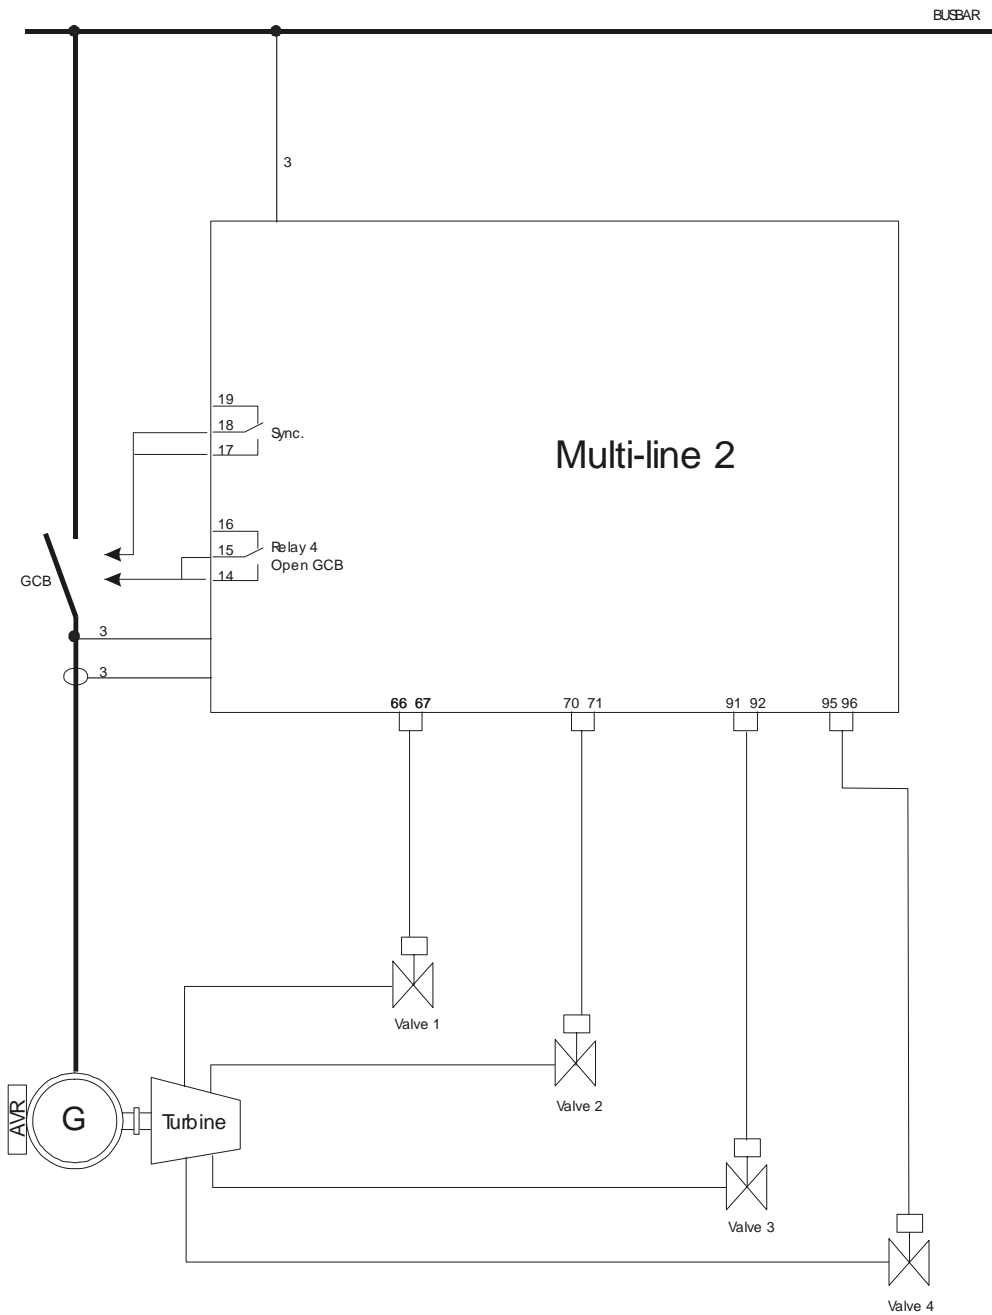 BUSBAR
3
19
18
Sync.
17
Multi-line 2
16
15
Relay 4
Open GCB
14
GCB
3
3
66 67
70 71
91 92
95 96
Valve 1
Valve 2
AVR
G
Turbine
Valve 3
Valve 4